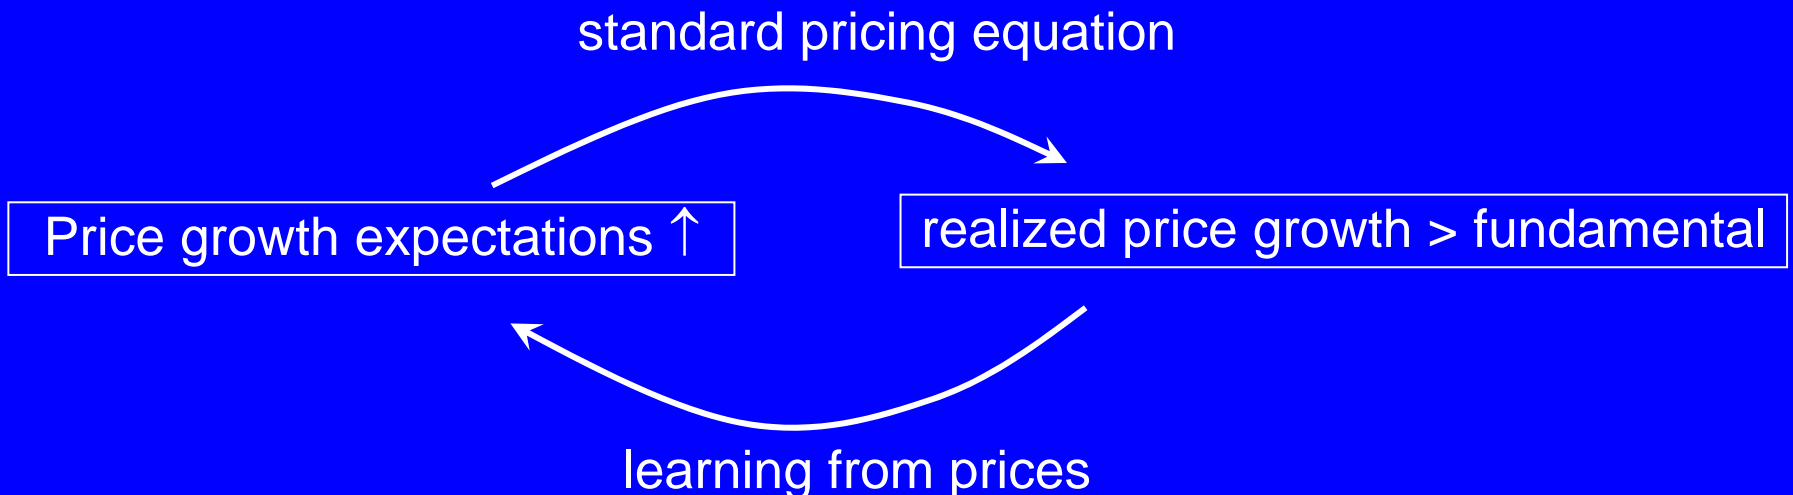 standard pricing equation
Price growth expectations ↑
realized price growth > fundamental
learning from prices